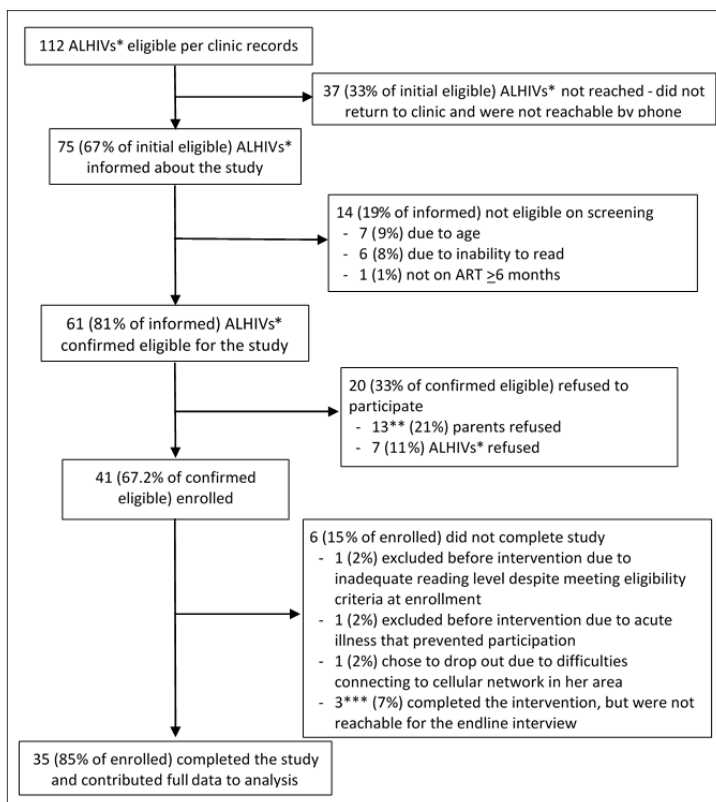 112 ALHIVs* eligible per clinic records
37 (33% of initial eligible) ALHIVs* not reached - did not
return to clinic and were not reachable by phone
75 (67% of initial eligible) ALHIVs*
informed about the study
14 (19% of informed) not eligible on screening
- 7 (9%) due to age
- 6 (8%) due to inability to read
- 1 (1%) not on ART ≥6 months
61 (81% of informed) ALHIVs*
confirmed eligible for the study
20 (33% of confirmed eligible) refused to
participate
- 13** (21%) parents refused
- 7 (11%) ALHIVs* refused
41 (67.2% of confirmed
eligible) enrolled
6 (15% of enrolled) did not complete study
- 1 (2%) excluded before intervention due to
inadequate reading level despite meeting eligibility
criteria at enrollment
- 1 (2%) excluded before intervention due to acute
illness that prevented participation
- 1 (2%) chose to drop out due to difficulties
connecting to cellular network in her area
- 3*** (7%) completed the intervention, but were not
reachable for the endline interview
35 (85% of enrolled) completed the study
and contributed full data to analysis